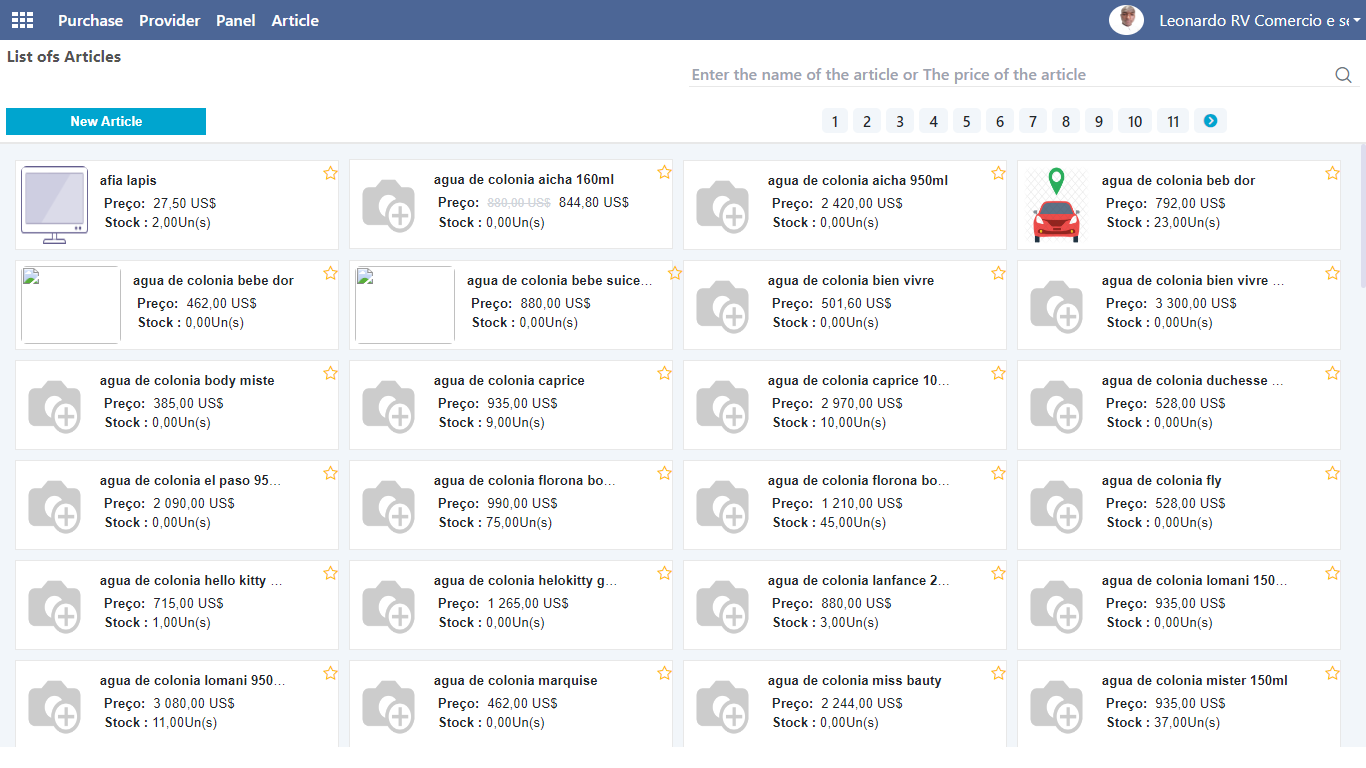 Purchase Provider Panel Article
Leonardo RV Comercio e se
List ofs Articles
Enter the name of the article or The price of the article
New Article
1 2 3 4 5 6 7 8 9 10 11
afia lapis
Preço: 27,50 US$
Stock : 2,00Un(s)
agua de colonia aicha 160ml
Preço: 880,00 US$ 844,80 US$
Stock : 0,00Un(s)
agua de colonia aicha 950ml
Preço: 2 420,00 US$
Stock : 0,00Un(s)
agua de colonia beb dor
Preço: 792,00 US$
Stock : 23,00Un(s)
agua de colonia bebe dor
Preço: 462,00 US$
Stock : 0,00Un(s)
agua de colonia bebe suice...
Preço: 880,00 US$
Stock : 0,00Un(s)
agua de colonia bien vivre
Preço: 501,60 US$
Stock : 0,00Un(s)
agua de colonia bien vivre ...
Preço: 3 300,00 US$
Stock : 0,00Un(s)
agua de colonia body miste
Preço: 385,00 US$
Stock : 0,00Un(s)
agua de colonia caprice
Preço: 935,00 US$
Stock : 9,00Un(s)
agua de colonia caprice 10...
Preço: 2 970,00 US$
Stock : 10,00Un(s)
agua de colonia duchesse ...
Preço: 528,00 US$
Stock : 0,00Un(s)
agua de colonia el paso 95...
Preço: 2 090,00 US$
Stock : 0,00Un(s)
agua de colonia florona bo...
Preço: 990,00 US$
Stock : 75,00Un(s)
agua de colonia florona bo...
Preço: 1 210,00 US$
Stock : 45,00Un(s)
agua de colonia fly
Preço: 528,00 US$
Stock : 0,00Un(s)
agua de colonia hello kitty ...
Preço: 715,00 US$
Stock : 1,00Un(s)
agua de colonia helokitty g...
Preço: 1 265,00 US$
Stock : 0,00Un(s)
agua de colonia lanfance 2...
Preço: 880,00 US$
Stock : 3,00Un(s)
agua de colonia lomani 150...
Preço: 935,00 US$
Stock : 0,00Un(s)
agua de colonia lomani 950...
Preço: 3 080,00 US$
Stock : 11,00Un(s)
agua de colonia marquise
Preço: 462,00 US$
Stock : 0,00Un(s)
agua de colonia miss bauty
Preço: 2 244,00 US$
Stock : 0,00Un(s)
agua de colonia mister 150ml
Preço: 935,00 US$
Stock : 37,00Un(s)